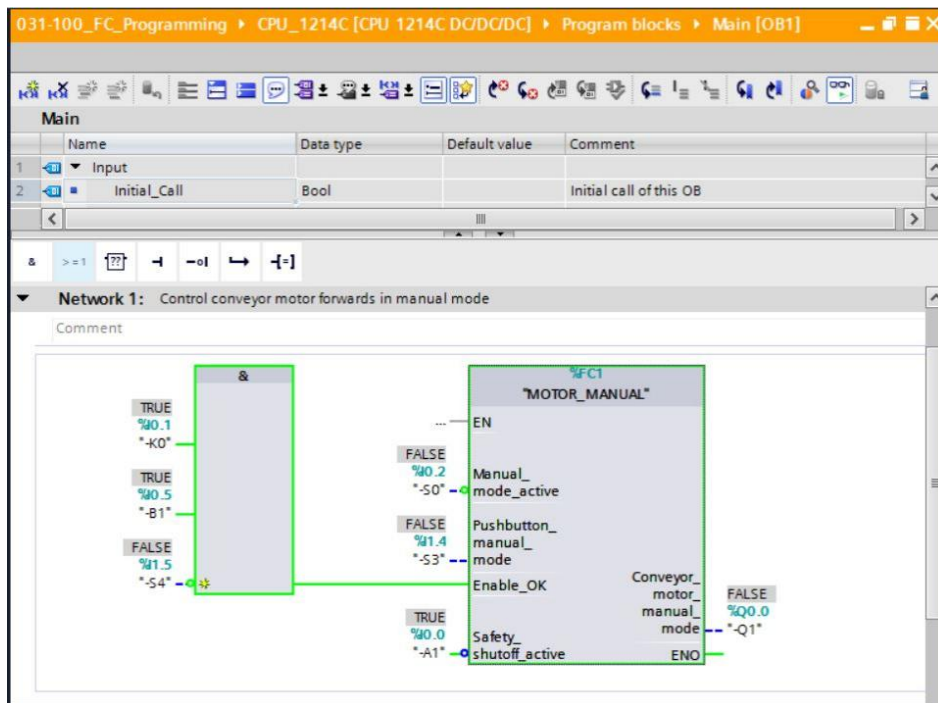 031-100_FC_Programming ▸ CPU_1214C [CPU 1214C DC/DC/DC] ▸ Program blocks ▸ Main [OB1]
Main
Name Data type Default value Comment
1 Input
2 Initial_Call Bool Initial call of this OB
& >=1 ??
Network 1: Control conveyor motor forwards in manual mode
Comment
&
TRUE
%I0.1
"-K0"
TRUE
%I0.5
"-B1"
FALSE
%I1.5
"-S4"
%FC1
"MOTOR_MANUAL"
... EN
FALSE
%I0.2
"-S0"
Manual_
mode_active
FALSE
%I1.4
"-S3"
Pushbutton_
manual_
mode
Enable_OK
TRUE
%I0.0
"-A1"
Safety_
shutoff_active
Conveyor_
motor_
manual_
mode
FALSE
%Q0.0
"-Q1"
ENO